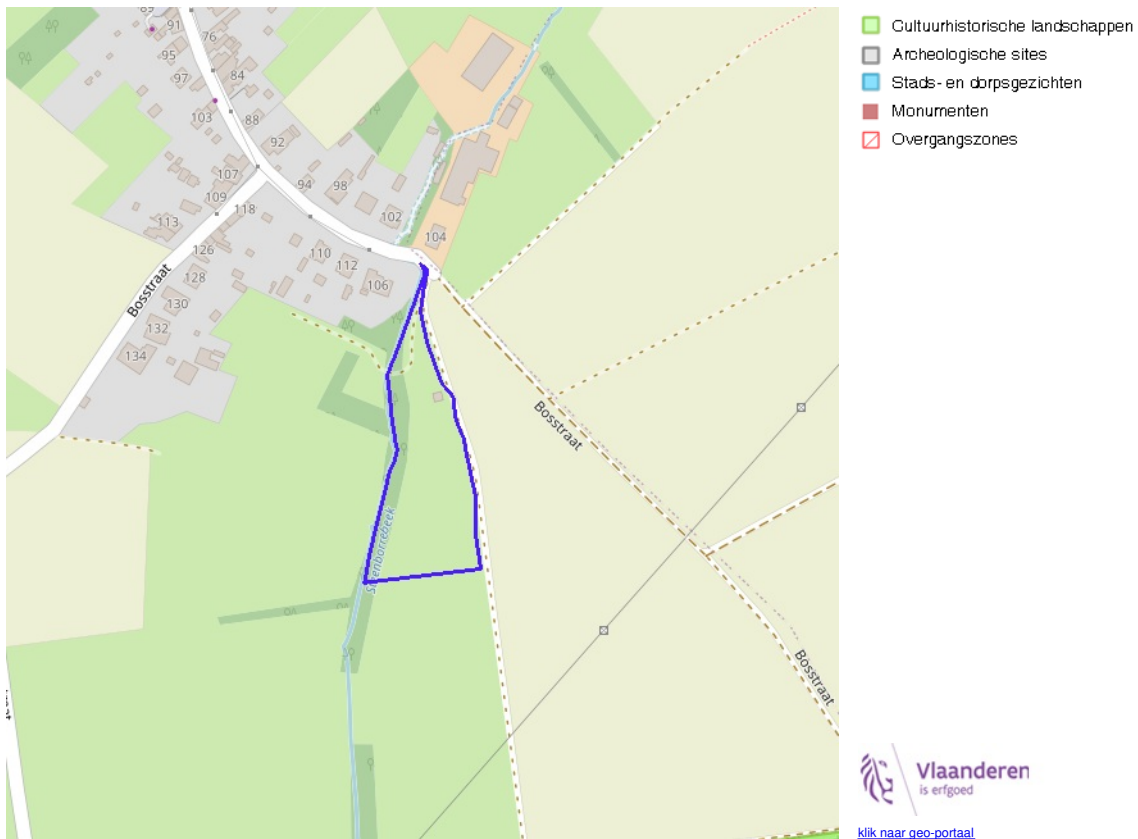 Cultuurhistorische landschappen
Archeologische sites
Stads- en dorpsgezichten
Monumenten
Overgangszones
89
91
76
95
97
84
103
88
92
107
94
98
109
118
102
113
126
104
110
112
128
106
130
132
134
Bosstraat
Bosstraat
Steenborrebeek
Bosstraat
Vlaanderen
is erfgoed
klik naar geo-portaal